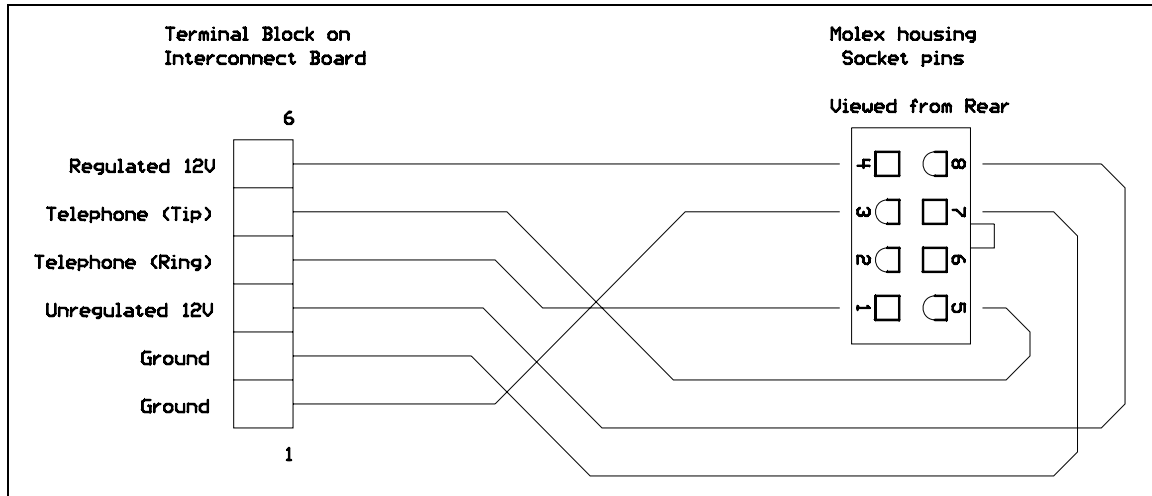 Terminal Block on
Interconnect Board
Molex housing
Socket pins
Viewed from Rear
6
Regulated 12V
Telephone (Tip)
Telephone (Ring)
Unregulated 12V
Ground
Ground
1
4 8
3 7
2 6
1 5